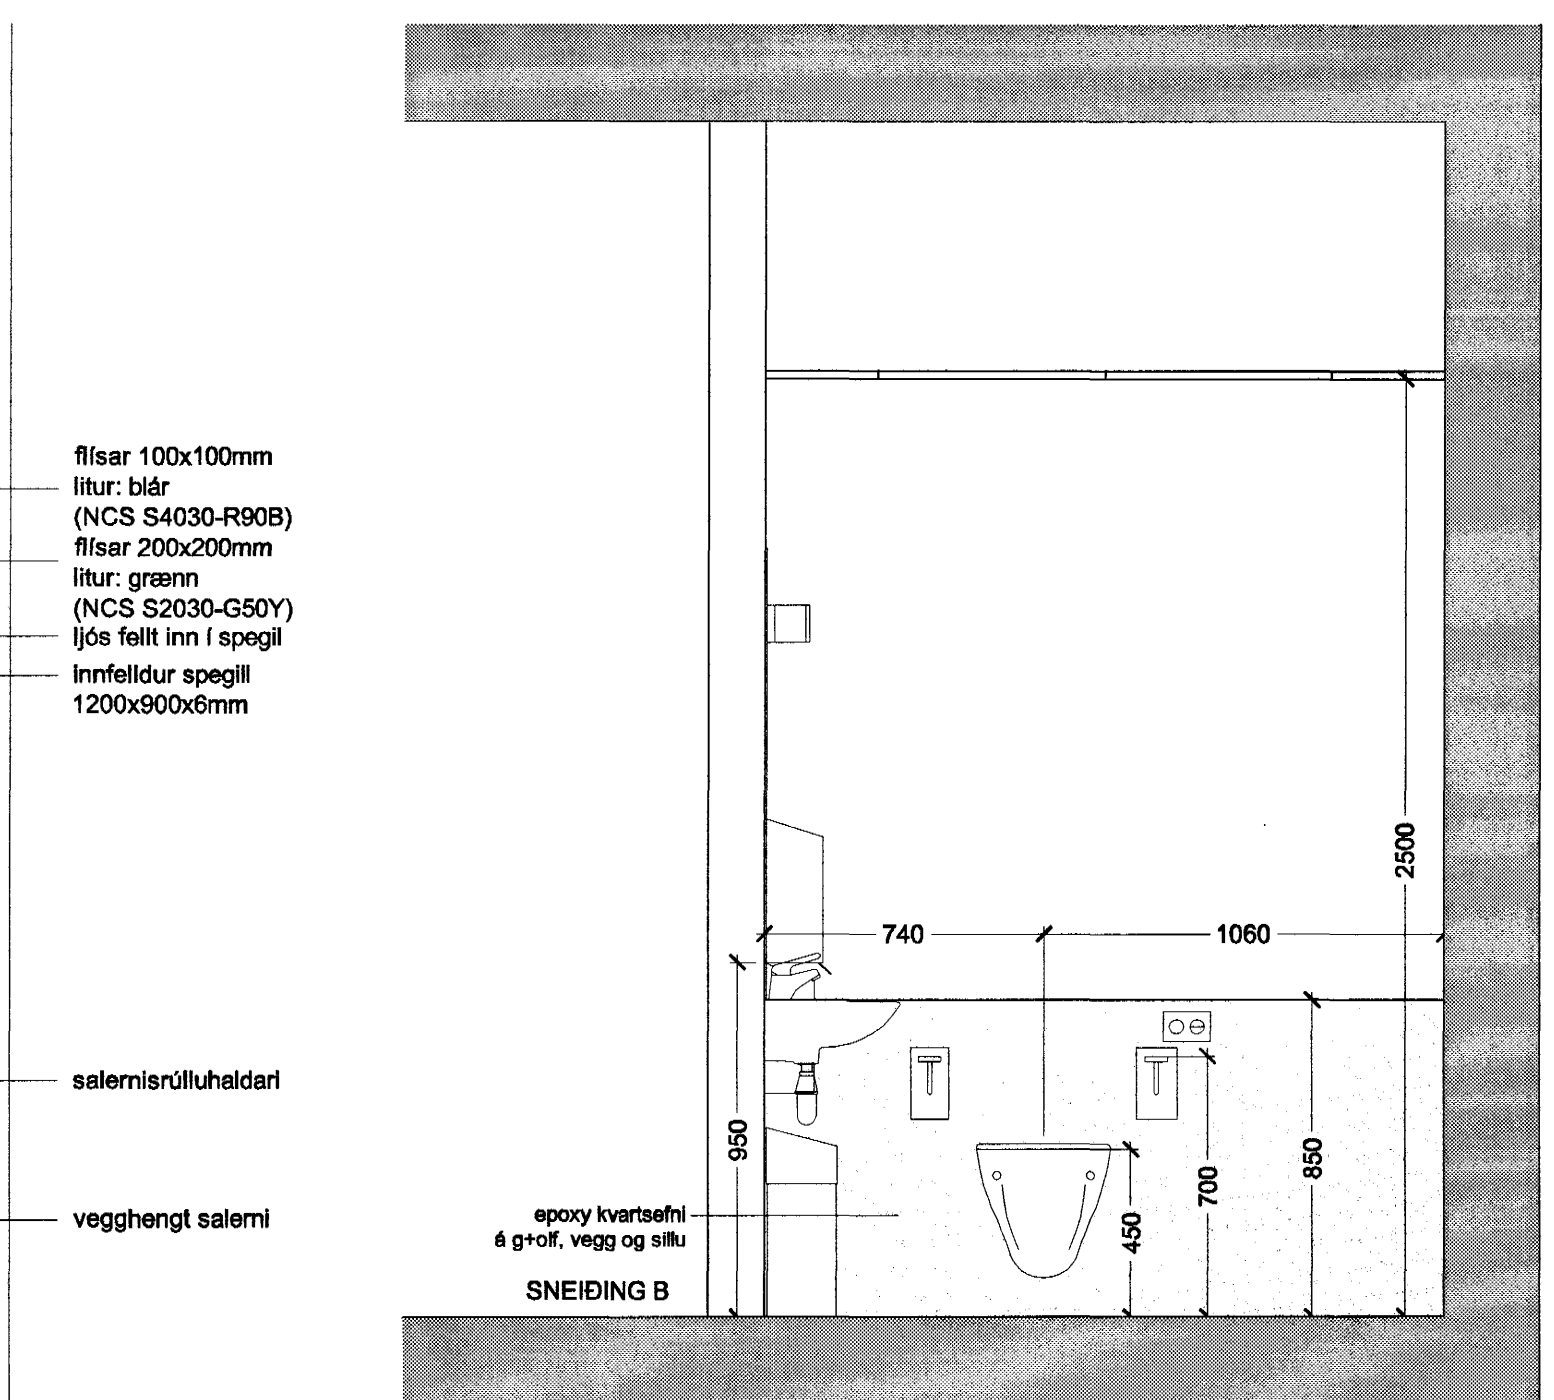 flísar 100x100mm
litur: blár
(NCS S4030-R90B)
flísar 200x200mm
litur: grænn
(NCS S2030-G50Y)
ljós fellt inn í spegil
innfelldur spegill
1200x900x6mm
salernisrúlluhaldari
vegghengt salerni
2500
740
1060
950
850
700
450
epoxy kvartsefni
á g+olf, vegg og sillu
SNEIÐING B